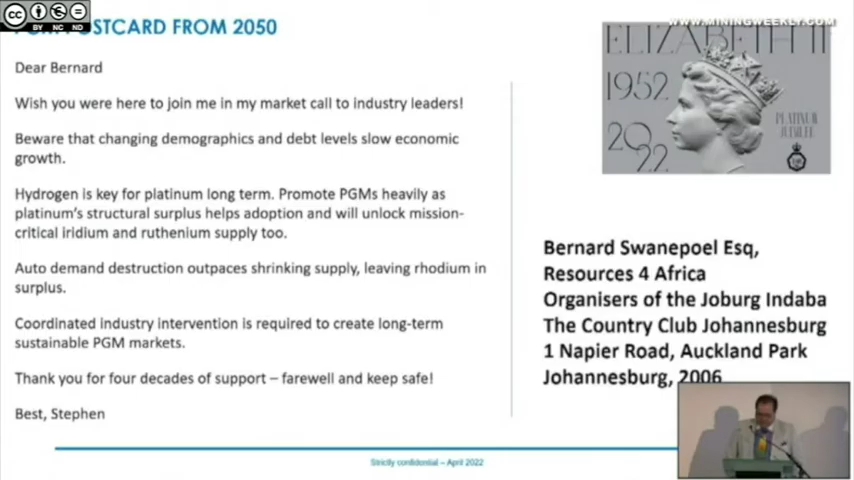 cc
BY NC ND
POSTCARD FROM 2050
WWW.MININGWEEKLY.COM
Dear Bernard
Wish you were here to join me in my market call to industry leaders!
Beware that changing demographics and debt levels slow economic
growth.
Hydrogen is key for platinum long term. Promote PGMs heavily as
platinum's structural surplus helps adoption and will unlock mission-
critical iridium and ruthenium supply too.
Auto demand destruction outpaces shrinking supply, leaving rhodium in
surplus.
Coordinated industry intervention is required to create long-term
sustainable PGM markets.
Thank you for four decades of support – farewell and keep safe!
Best, Stephen
ELIZABETH II
1952
2022
PLATINUM
JUBILEE
Bernard Swanepoel Esq,
Resources 4 Africa
Organisers of the Joburg Indaba
The Country Club Johannesburg
1 Napier Road, Auckland Park
Johannesburg, 2006
Strictly confidential – April 2022